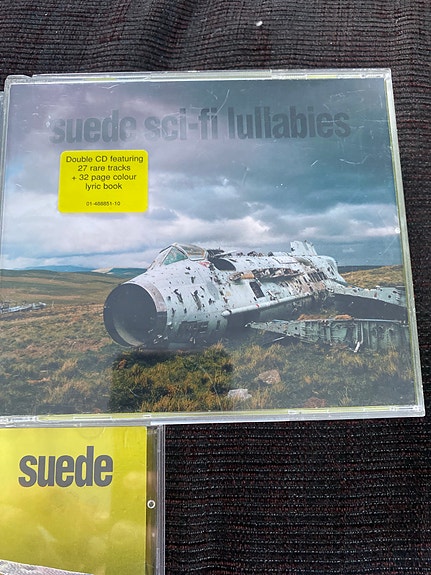 suede sci-fi lullabies
Double CD featuring
27 rare tracks
+ 32 page colour
lyric book
01-488851-10
suede